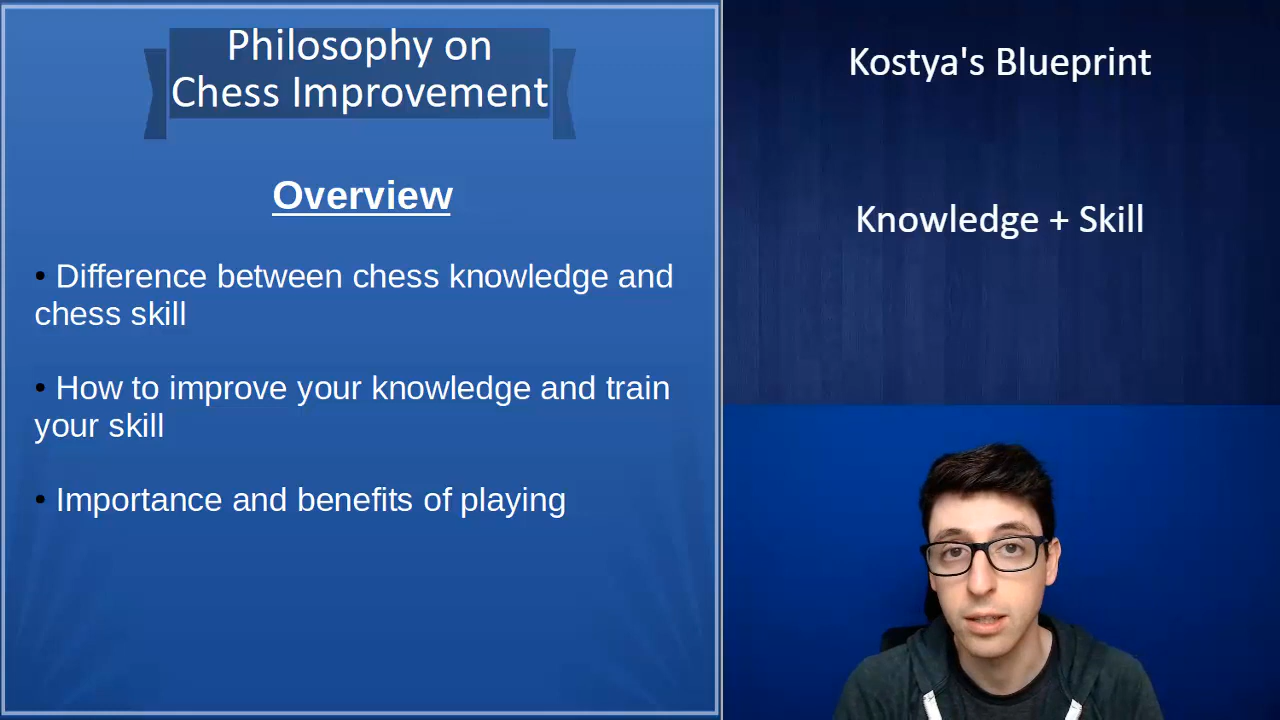 Philosophy on
Chess Improvement
Overview
• Difference between chess knowledge and
chess skill
• How to improve your knowledge and train
your skill
• Importance and benefits of playing
Kostya's Blueprint
Knowledge + Skill